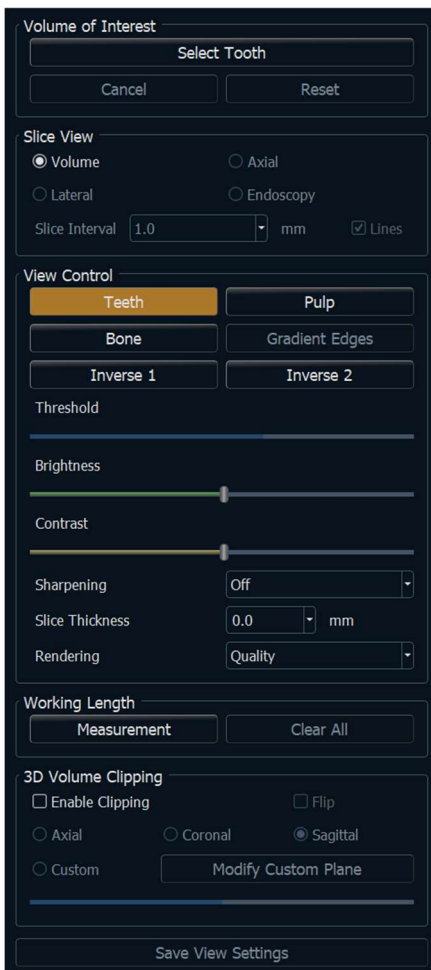 Volume of Interest
Select Tooth
Cancel Reset
Slice View
Volume Axial
Lateral Endoscopy
Slice Interval 1.0 mm Lines
View Control
Teeth Pulp
Bone Gradient Edges
Inverse 1 Inverse 2
Threshold
Brightness
Contrast
Sharpening Off
Slice Thickness 0.0 mm
Rendering Quality
Working Length
Measurement Clear All
3D Volume Clipping
Enable Clipping Flip
Axial Coronal Sagittal
Custom Modify Custom Plane
Save View Settings